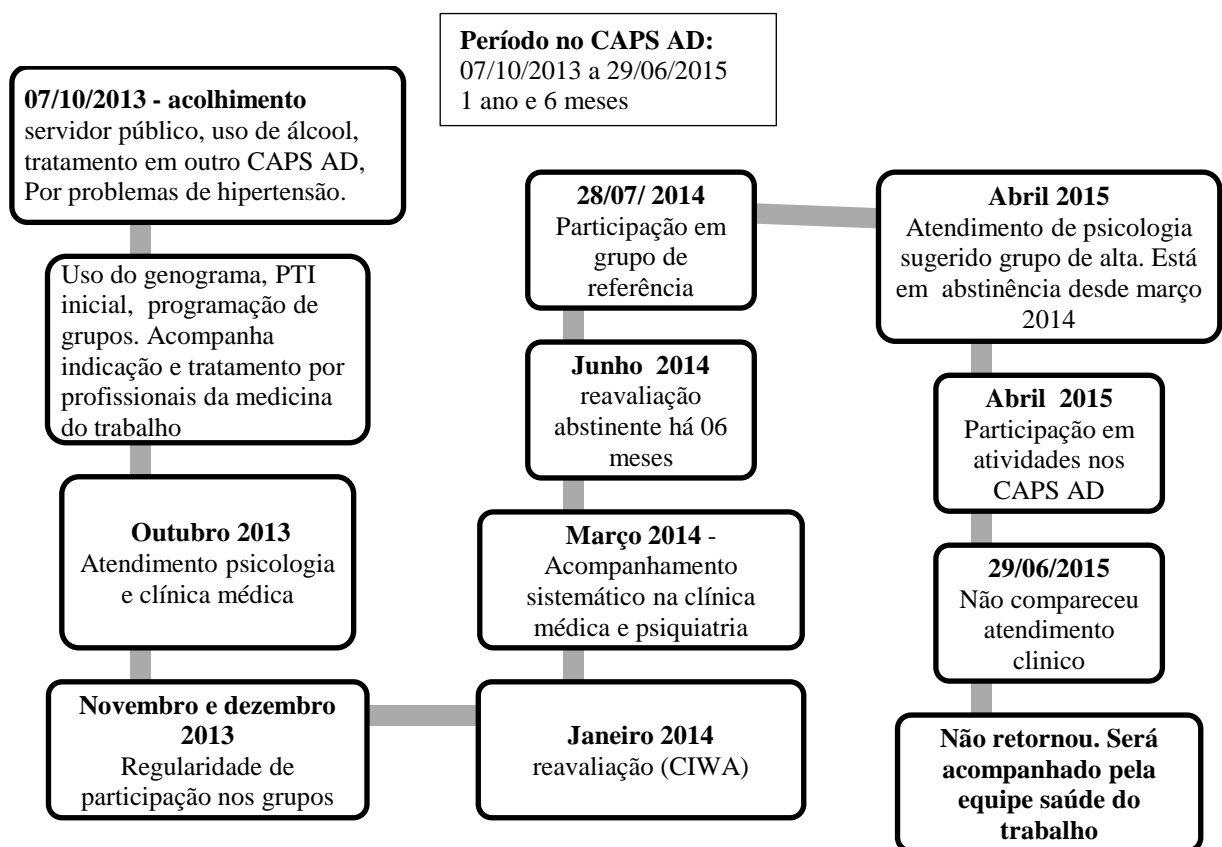 Período no CAPS AD:
07/10/2013 a 29/06/2015
1 ano e 6 meses
07/10/2013 - acolhimento
servidor público, uso de álcool,
tratamento em outro CAPS AD,
Por problemas de hipertensão.
Uso do genograma, PTI
inicial, programação de
grupos. Acompanha
indicação e tratamento por
profissionais da medicina
do trabalho
Outubro 2013
Atendimento psicologia
e clínica médica
Novembro e dezembro
2013
Regularidade de
participação nos grupos
Janeiro 2014
reavaliação (CIWA)
Março 2014 -
Acompanhamento
sistemático na clínica
médica e psiquiatria
Junho 2014
reavaliação
abstinente há 06
meses
28/07/ 2014
Participação em
grupo de
referência
Abril 2015
Atendimento de psicologia
sugerido grupo de alta. Está
em abstinência desde março
2014
Abril 2015
Participação em
atividades nos
CAPS AD
29/06/2015
Não compareceu
atendimento
clinico
Não retornou. Será
acompanhado pela
equipe saúde do
trabalho